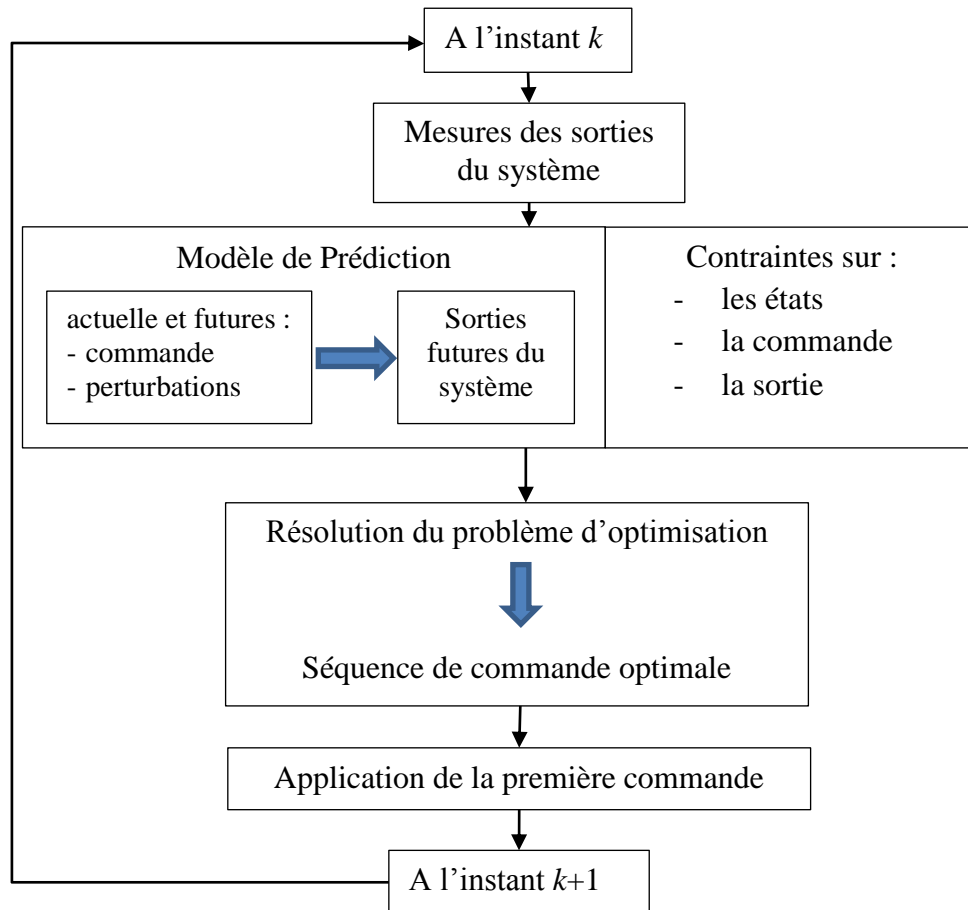 A l’instant k
Mesures des sorties
du système
Modèle de Prédiction
actuelle et futures :
- commande
- perturbations
Sorties
futures du
système
Contraintes sur :
- les états
- la commande
- la sortie
Résolution du problème d’optimisation
Séquence de commande optimale
Application de la première commande
A l’instant k+1